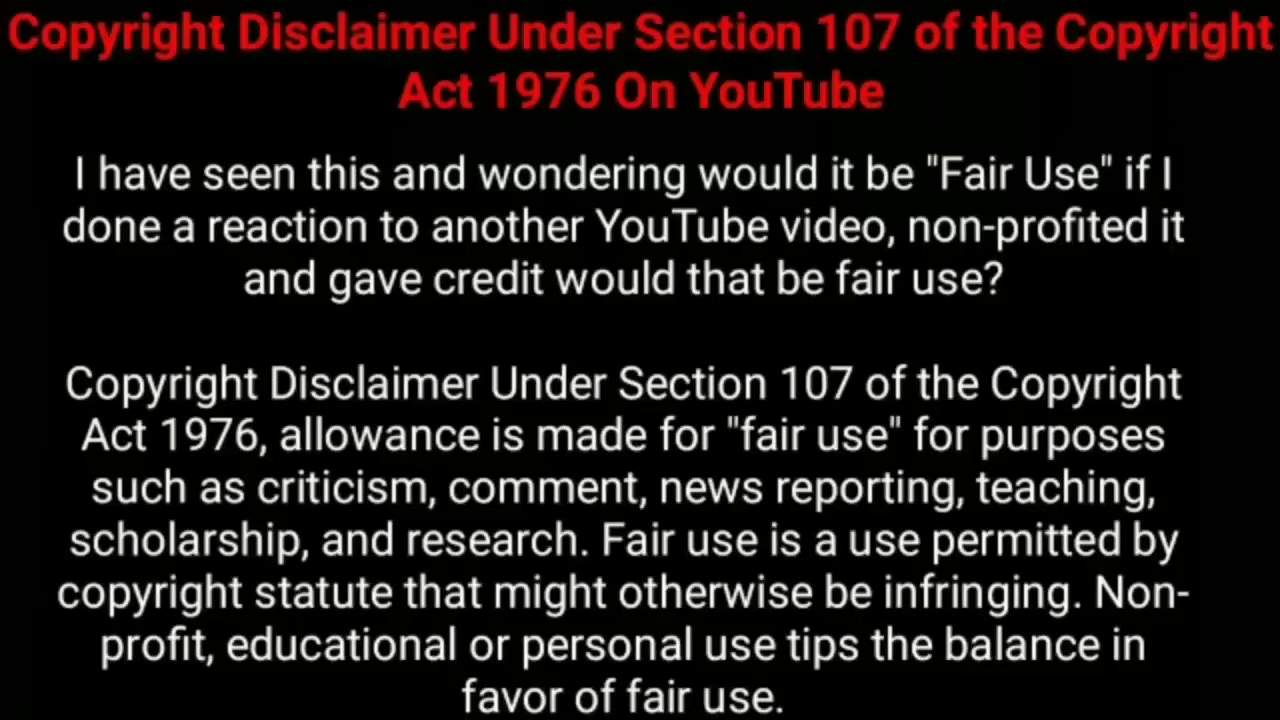 Copyright Disclaimer Under Section 107 of the Copyright
Act 1976 On YouTube
I have seen this and wondering would it be "Fair Use" if I
done a reaction to another YouTube video, non-profited it
and gave credit would that be fair use?
Copyright Disclaimer Under Section 107 of the Copyright
Act 1976, allowance is made for "fair use" for purposes
such as criticism, comment, news reporting, teaching,
scholarship, and research. Fair use is a use permitted by
copyright statute that might otherwise be infringing. Non-
profit, educational or personal use tips the balance in
favor of fair use.